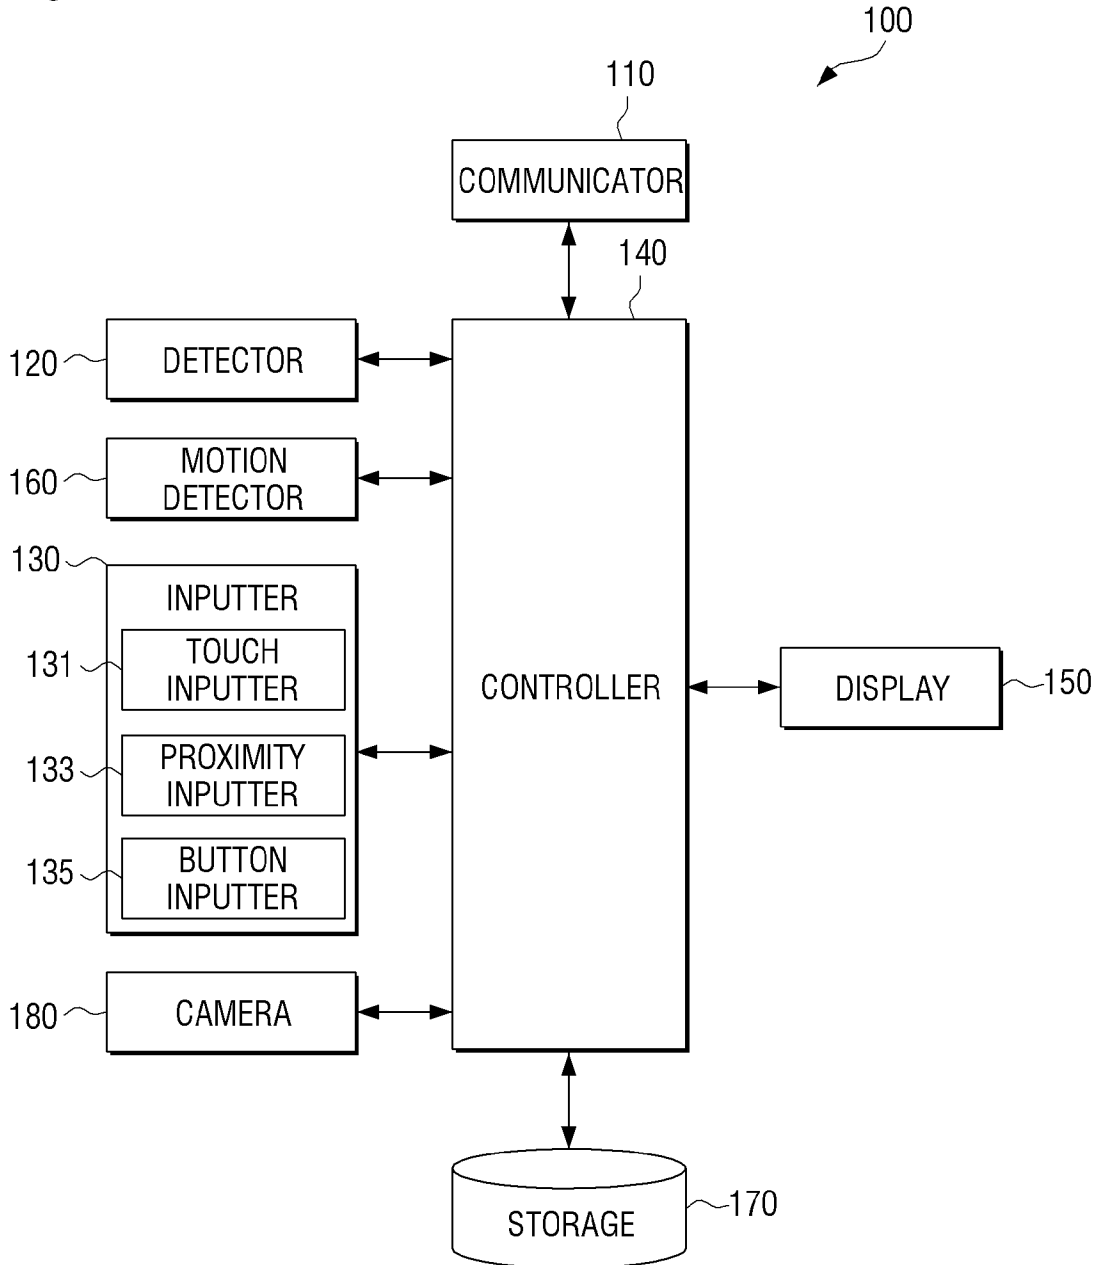 100
110
COMMUNICATOR
140
120
DETECTOR
160
MOTION
DETECTOR
130
INPUTTER
131
TOUCH
INPUTTER
133
PROXIMITY
INPUTTER
135
BUTTON
INPUTTER
CONTROLLER
DISPLAY
150
180
CAMERA
STORAGE
170